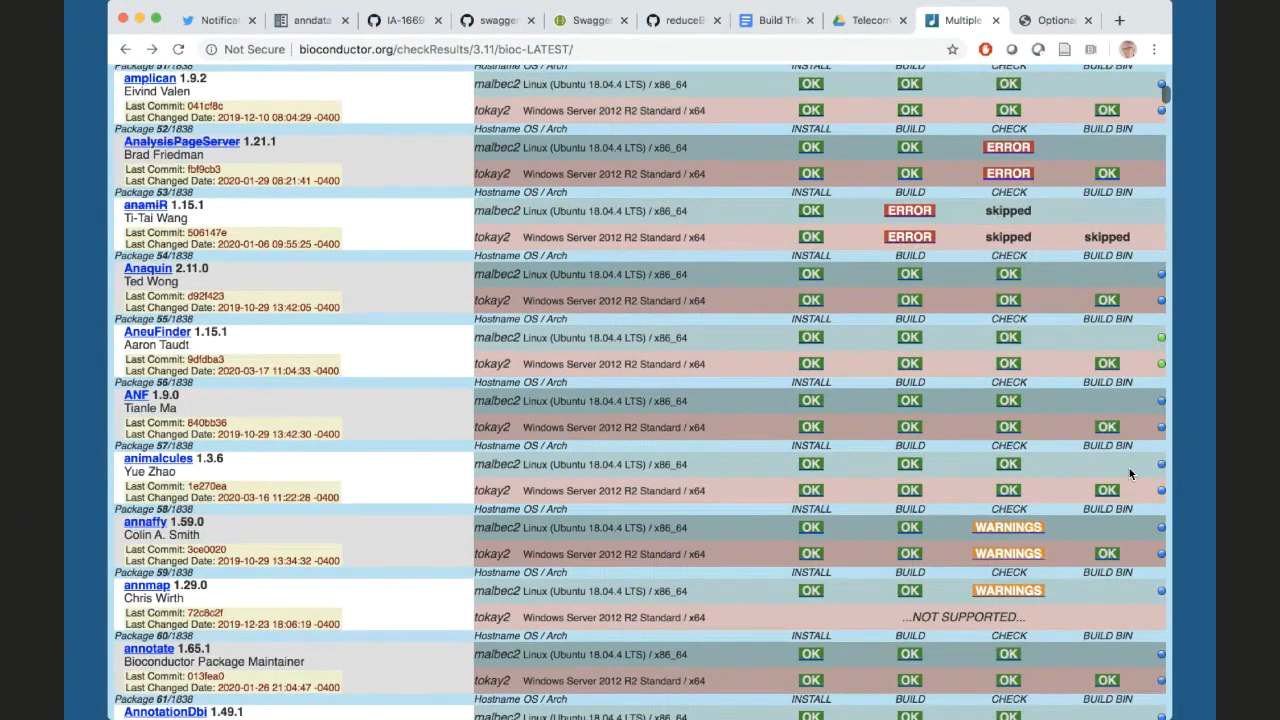 Notificat
anndata
IA-1669
swagger
Swagger
reduceB
Build Tri
Telecom
Multiple
Optional
Not Secure | bioconductor.org/checkResults/3.11/bioc-LATEST/
Package 51/1838 Hostname OS / Arch INSTALL BUILD CHECK BUILD BIN
amplican 1.9.2
Eivind Valen
malbec2 Linux (Ubuntu 18.04.4 LTS) / x86_64 OK OK OK
Last Commit: 041cf8c
Last Changed Date: 2019-12-10 08:04:29 -0400
tokay2 Windows Server 2012 R2 Standard / x64 OK OK OK OK
Package 52/1838 Hostname OS / Arch INSTALL BUILD CHECK BUILD BIN
AnalysisPageServer 1.21.1
Brad Friedman
malbec2 Linux (Ubuntu 18.04.4 LTS) / x86_64 OK OK ERROR
Last Commit: fbf9cb3
Last Changed Date: 2020-01-29 08:21:41 -0400
tokay2 Windows Server 2012 R2 Standard / x64 OK OK ERROR OK
Package 53/1838 Hostname OS / Arch INSTALL BUILD CHECK BUILD BIN
anamiR 1.15.1
Ti-Tai Wang
malbec2 Linux (Ubuntu 18.04.4 LTS) / x86_64 OK ERROR skipped
Last Commit: 506147e
Last Changed Date: 2020-01-06 09:55:25 -0400
tokay2 Windows Server 2012 R2 Standard / x64 OK ERROR skipped skipped
Package 54/1838 Hostname OS / Arch INSTALL BUILD CHECK BUILD BIN
Anaquin 2.11.0
Ted Wong
malbec2 Linux (Ubuntu 18.04.4 LTS) / x86_64 OK OK OK
Last Commit: d92f423
Last Changed Date: 2019-10-29 13:42:05 -0400
tokay2 Windows Server 2012 R2 Standard / x64 OK OK OK OK
Package 55/1838 Hostname OS / Arch INSTALL BUILD CHECK BUILD BIN
AneuFinder 1.15.1
Aaron Taudt
malbec2 Linux (Ubuntu 18.04.4 LTS) / x86_64 OK OK OK
Last Commit: 9dfdba3
Last Changed Date: 2020-03-17 11:04:33 -0400
tokay2 Windows Server 2012 R2 Standard / x64 OK OK OK OK
Package 56/1838 Hostname OS / Arch INSTALL BUILD CHECK BUILD BIN
ANF 1.9.0
Tianle Ma
malbec2 Linux (Ubuntu 18.04.4 LTS) / x86_64 OK OK OK
Last Commit: 840bb36
Last Changed Date: 2019-10-29 13:42:30 -0400
tokay2 Windows Server 2012 R2 Standard / x64 OK OK OK OK
Package 57/1838 Hostname OS / Arch INSTALL BUILD CHECK BUILD BIN
animalcules 1.3.6
Yue Zhao
malbec2 Linux (Ubuntu 18.04.4 LTS) / x86_64 OK OK OK
Last Commit: 1e270ea
Last Changed Date: 2020-03-16 11:22:28 -0400
tokay2 Windows Server 2012 R2 Standard / x64 OK OK OK OK
Package 58/1838 Hostname OS / Arch INSTALL BUILD CHECK BUILD BIN
annaffy 1.59.0
Colin A. Smith
malbec2 Linux (Ubuntu 18.04.4 LTS) / x86_64 OK OK WARNINGS
Last Commit: 3ce0020
Last Changed Date: 2019-10-29 13:34:32 -0400
tokay2 Windows Server 2012 R2 Standard / x64 OK OK WARNINGS OK
Package 59/1838 Hostname OS / Arch INSTALL BUILD CHECK BUILD BIN
annmap 1.29.0
Chris Wirth
malbec2 Linux (Ubuntu 18.04.4 LTS) / x86_64 OK OK WARNINGS
Last Commit: 72c8c2f
Last Changed Date: 2019-12-23 18:06:19 -0400
tokay2 Windows Server 2012 R2 Standard / x64 ...NOT SUPPORTED...
Package 60/1838 Hostname OS / Arch INSTALL BUILD CHECK BUILD BIN
annotate 1.65.1
Bioconductor Package Maintainer
malbec2 Linux (Ubuntu 18.04.4 LTS) / x86_64 OK OK OK
Last Commit: 013fea0
Last Changed Date: 2020-01-26 21:04:47 -0400
tokay2 Windows Server 2012 R2 Standard / x64 OK OK OK OK
Package 61/1838 Hostname OS / Arch INSTALL BUILD CHECK BUILD BIN
AnnotationDbi 1.49.1
malbec2 Linux (Ubuntu 18.04.4 LTS) / x86_64 OK OK OK